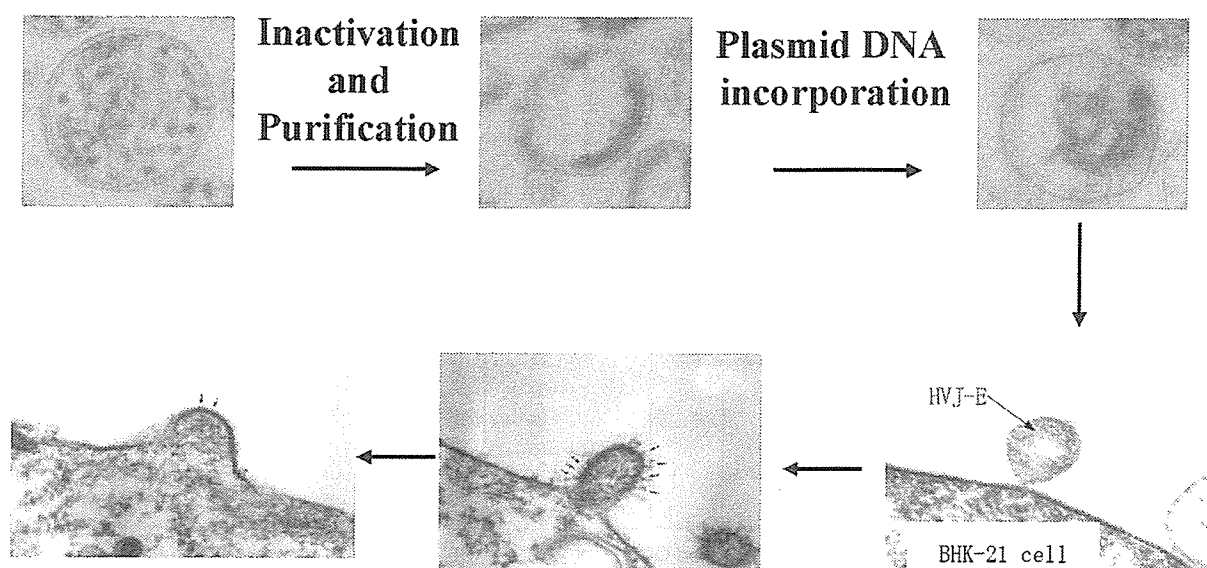 Inactivation
and
Purification
Plasmid DNA
incorporation
HVJ-E
BHK-21 cell